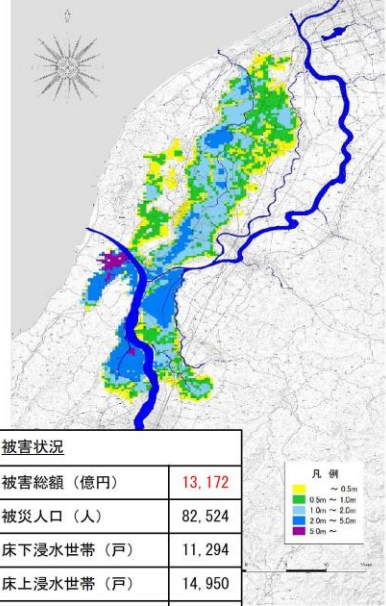 被害状況
被害総額（億円） 13,172
被災人口（人） 82,524
床下浸水世帯（戸） 11,294
床上浸水世帯（戸） 14,950
凡 例
～ 0.5m
0.5m ～ 1.0m
1.0m ～ 2.0m
2.0m ～ 5.0m
5.0m ～